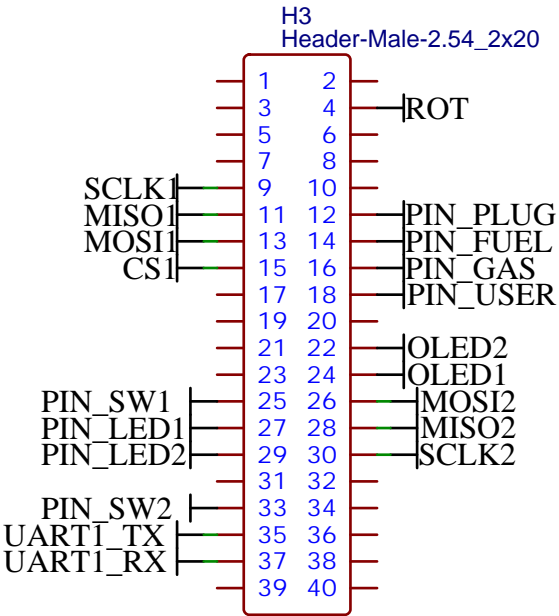 H3
Header-Male-2.54_2x20
1 2
3 4 ROT
5 6
7 8
SCLK1 9 10
MISO1 11 12 PIN_PLUG
MOSI1 13 14 PIN_FUEL
CS1 15 16 PIN_GAS
17 18 PIN_USER
19 20
21 22 OLED2
23 24 OLED1
PIN_SW1 25 26 MOSI2
PIN_LED1 27 28 MISO2
PIN_LED2 29 30 SCLK2
31 32
PIN_SW2 33 34
UART1_TX 35 36
UART1_RX 37 38
39 40